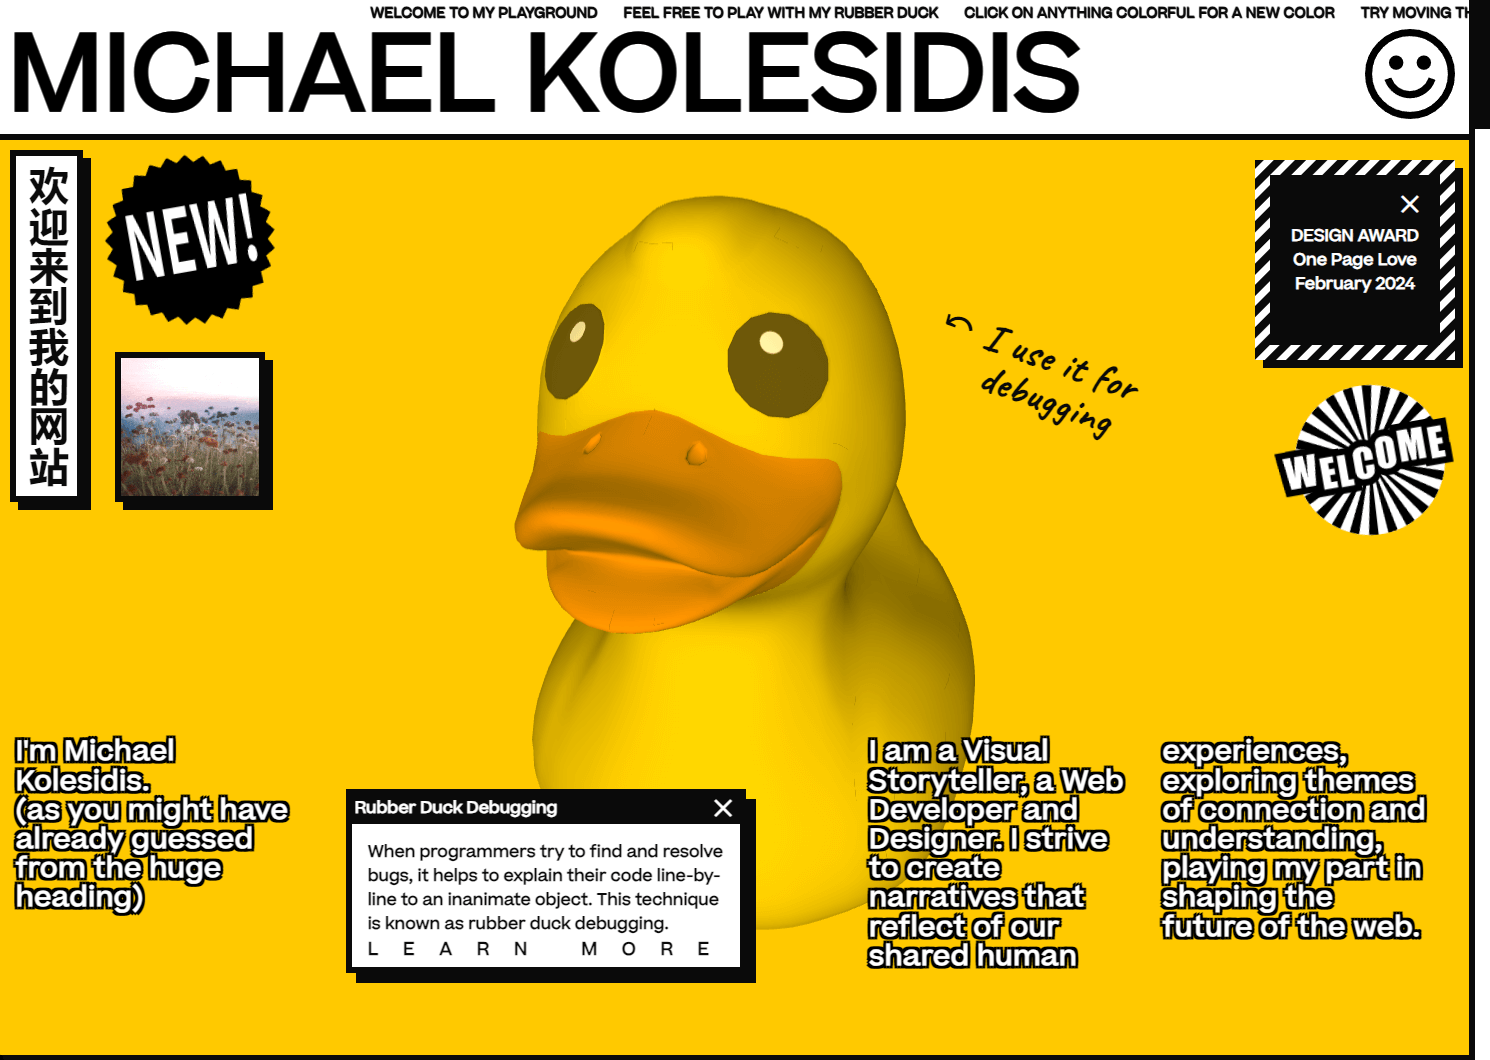 WELCOME TO MY PLAYGROUND FEEL FREE TO PLAY WITH MY RUBBER DUCK CLICK ON ANYTHING COLORFUL FOR A NEW COLOR TRY MOVING
MICHAEL KOLESIDIS
欢迎来到我的网站
NEW!
DESIGN AWARD
One Page Love
February 2024
I use it for
debugging
WELCOME
I'm Michael
Kolesidis.
(as you might have
already guessed
from the huge
heading)
Rubber Duck Debugging
When programmers try to find and resolve
bugs, it helps to explain their code line-by-
line to an inanimate object. This technique
is known as rubber duck debugging.
LEARN MORE
I am a Visual
Storyteller, a Web
Developer and
Designer. I strive
to create
narratives that
reflect of our
shared human
experiences,
exploring themes
of connection and
understanding,
playing my part in
shaping the
future of the web.